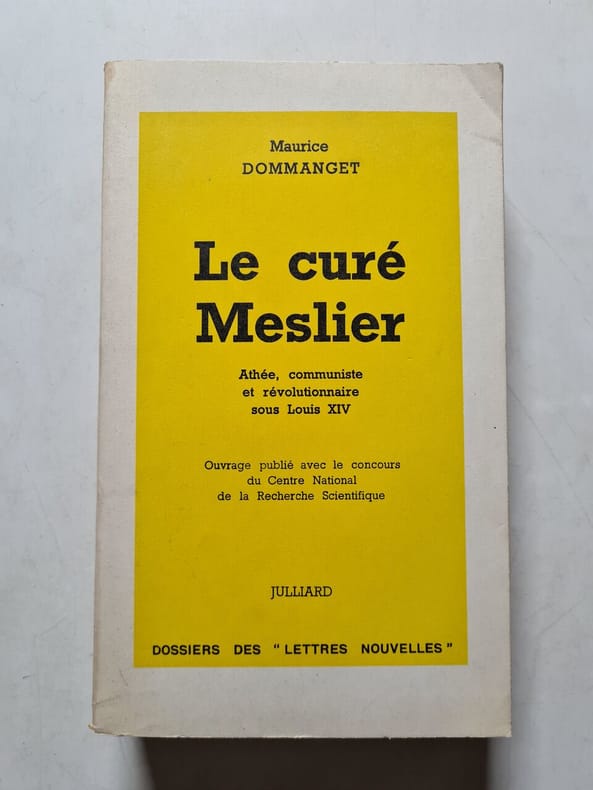 Maurice
DOMMANGET
Le curé
Meslier
Athée, communiste
et révolutionnaire
sous Louis XIV
Ouvrage publié avec le concours
du Centre National
de la Recherche Scientifique
JULLIARD
DOSSIERS DES "LETTRES NOUVELLES"